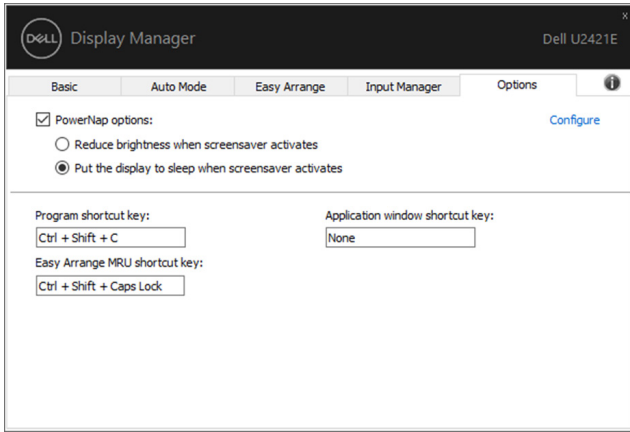 x
DELL Display Manager
Dell U2421E
Basic Auto Mode Easy Arrange Input Manager Options i
PowerNap options:
Configure
Reduce brightness when screensaver activates
Put the display to sleep when screensaver activates
Program shortcut key:
Application window shortcut key:
Ctrl + Shift + C
None
Easy Arrange MRU shortcut key:
Ctrl + Shift + Caps Lock